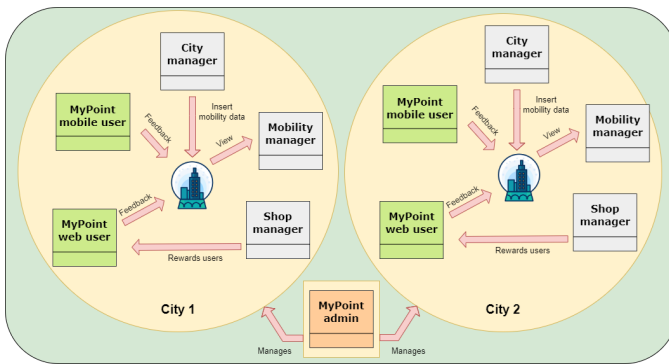 City
manager
MyPoint
mobile user
Feedback
Insert
mobility data
View
Mobility
manager
Feedback
MyPoint
web user
Shop
manager
Rewards users
City 1
City
manager
MyPoint
mobile user
Feedback
Insert
mobility data
View
Mobility
manager
Feedback
MyPoint
web user
Shop
manager
Rewards users
City 2
MyPoint
admin
Manages
Manages